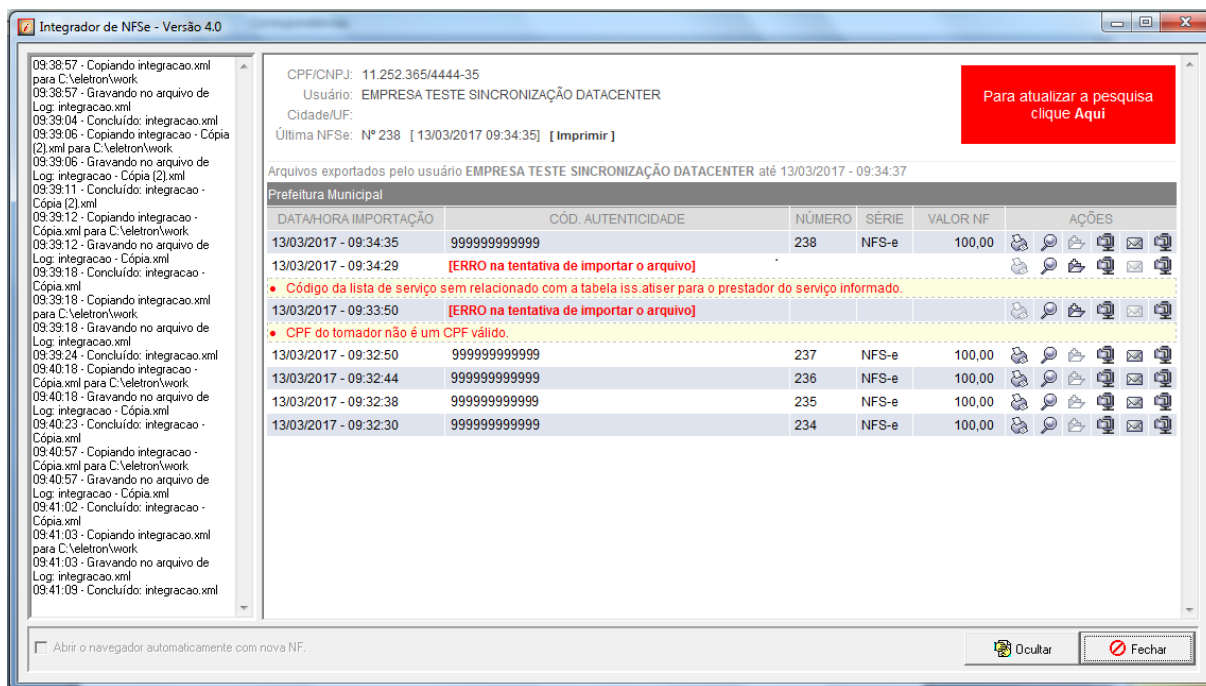 Integrador de NFSe - Versão 4.0
09:38:57 - Copiando integracao.xml
para C:\eletron\work
09:38:57 - Gravando no arquivo de
Log: integracao.xml
09:39:04 - Concluído: integracao.xml
09:39:06 - Copiando integracao - Cópia
(2).xml para C:\eletron\work
09:39:06 - Gravando no arquivo de
Log: integracao - Cópia (2).xml
09:39:11 - Concluído: integracao -
Cópia (2).xml
09:39:12 - Copiando integracao -
Cópia.xml para C:\eletron\work
09:39:12 - Gravando no arquivo de
Log: integracao - Cópia.xml
09:39:18 - Concluído: integracao -
Cópia.xml
09:39:18 - Copiando integracao.xml
para C:\eletron\work
09:39:18 - Gravando no arquivo de
Log: integracao.xml
09:39:24 - Concluído: integracao.xml
09:40:18 - Copiando integracao -
Cópia.xml para C:\eletron\work
09:40:18 - Gravando no arquivo de
Log: integracao - Cópia.xml
09:40:23 - Concluído: integracao -
Cópia.xml
09:40:57 - Copiando integracao -
Cópia.xml para C:\eletron\work
09:40:57 - Gravando no arquivo de
Log: integracao - Cópia.xml
09:41:02 - Concluído: integracao -
Cópia.xml
09:41:03 - Copiando integracao.xml
para C:\eletron\work
09:41:03 - Gravando no arquivo de
Log: integracao.xml
09:41:09 - Concluído: integracao.xml
CPF/CNPJ: 11.252.365/4444-35
Usuário: EMPRESA TESTE SINCRONIZAÇÃO DATACENTER
Cidade/UF:
Última NFSe: Nº 238 [ 13/03/2017 09:34:35] [ Imprimir ]
Para atualizar a pesquisa
clique Aqui
Arquivos exportados pelo usuário EMPRESA TESTE SINCRONIZAÇÃO DATACENTER até 13/03/2017 - 09:34:37
Prefeitura Municipal
DATA/HORA IMPORTAÇÃO CÓD. AUTENTICIDADE NÚMERO SÉRIE VALOR NF AÇÕES
13/03/2017 - 09:34:35 999999999999 238 NFS-e 100,00
13/03/2017 - 09:34:29 [ERRO na tentativa de importar o arquivo]
• Código da lista de serviço sem relacionado com a tabela iss.atiser para o prestador do serviço informado.
13/03/2017 - 09:33:50 [ERRO na tentativa de importar o arquivo]
• CPF do tomador não é um CPF válido.
13/03/2017 - 09:32:50 999999999999 237 NFS-e 100,00
13/03/2017 - 09:32:44 999999999999 236 NFS-e 100,00
13/03/2017 - 09:32:38 999999999999 235 NFS-e 100,00
13/03/2017 - 09:32:30 999999999999 234 NFS-e 100,00
Abrir o navegador automaticamente com nova NF.
Ocultar
Fechar